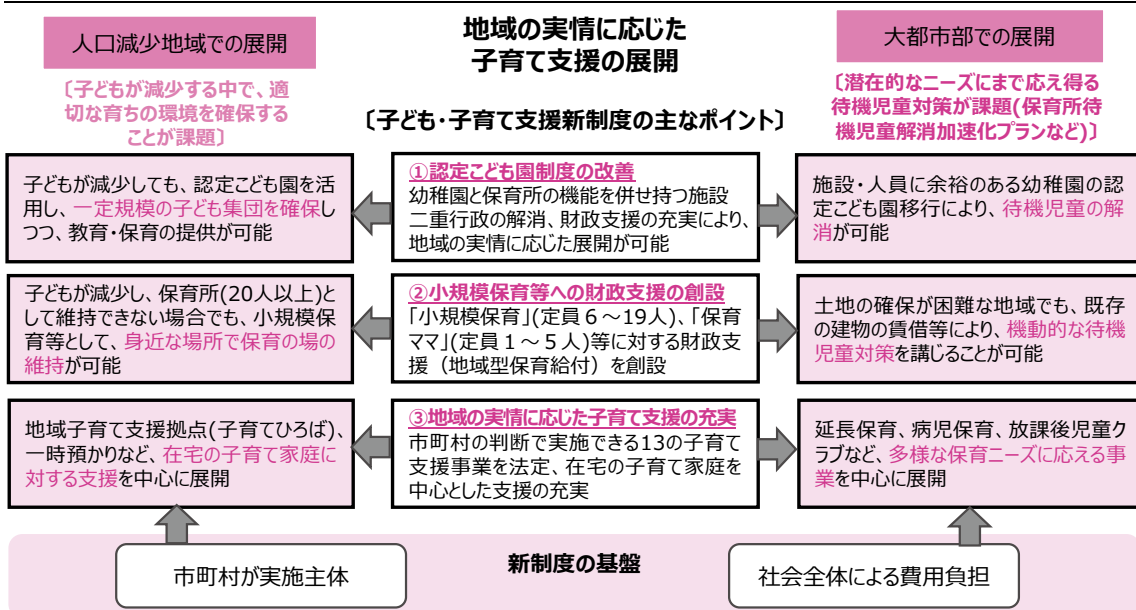 地域の実情に応じた
子育て支援の展開
人口減少地域での展開
〔子どもが減少する中で、適
切な育ちの環境を確保する
ことが課題〕
〔子ども・子育て支援新制度の主なポイント〕
大都市部での展開
〔潜在的なニーズにまで応え得る
待機児童対策が課題(保育所待
機児童解消加速化プランなど)〕
子どもが減少しても、認定こども園を活
用し、一定規模の子ども集団を確保し
つつ、教育・保育の提供が可能
①認定こども園制度の改善
幼稚園と保育所の機能を併せ持つ施設
二重行政の解消、財政支援の充実により、
地域の実情に応じた展開が可能
施設・人員に余裕のある幼稚園の認
定こども園移行により、待機児童の解
消が可能
子どもが減少し、保育所(20人以上)と
して維持できない場合でも、小規模保
育等として、身近な場所で保育の場の
維持が可能
②小規模保育等への財政支援の創設
「小規模保育」(定員６～19人)、「保育
ママ」(定員１～５人)等に対する財政支
援（地域型保育給付）を創設
土地の確保が困難な地域でも、既存
の建物の賃借等により、機動的な待機
児童対策を講じることが可能
地域子育て支援拠点(子育てひろば)、
一時預かりなど、在宅の子育て家庭に
対する支援を中心に展開
③地域の実情に応じた子育て支援の充実
市町村の判断で実施できる13の子育て
支援事業を法定、在宅の子育て家庭を
中心とした支援の充実
延長保育、病児保育、放課後児童ク
ラブなど、多様な保育ニーズに応える事
業を中心に展開
新制度の基盤
市町村が実施主体
社会全体による費用負担